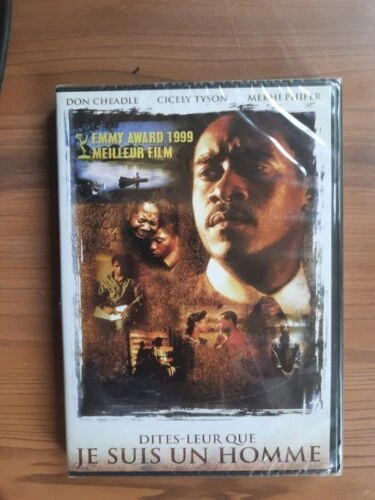 DON CHEADLE CICELY TYSON MEKHI PHIFER
EMMY AWARD 1999
MEILLEUR FILM
DITES-LEUR QUE
JE SUIS UN HOMME